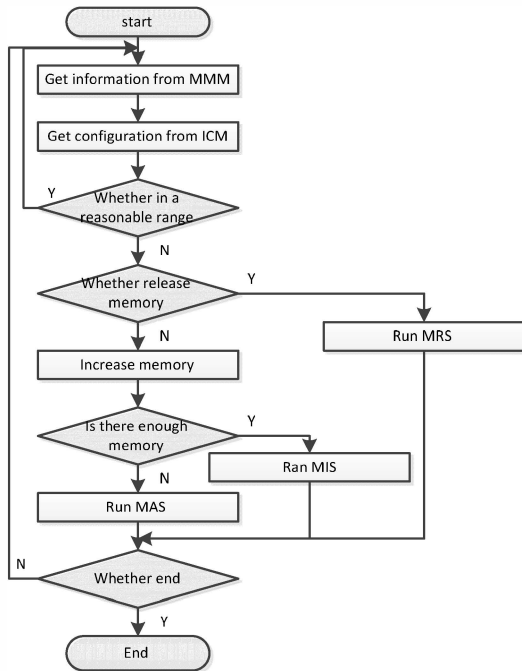 start
Get information from MMM
Get configuration from ICM
Y
Whether in a
reasonable range
N
Whether release
memory
Y
N
Run MRS
Increase memory
Is there enough
memory
Y
Ran MIS
N
Run MAS
N
Whether end
Y
End